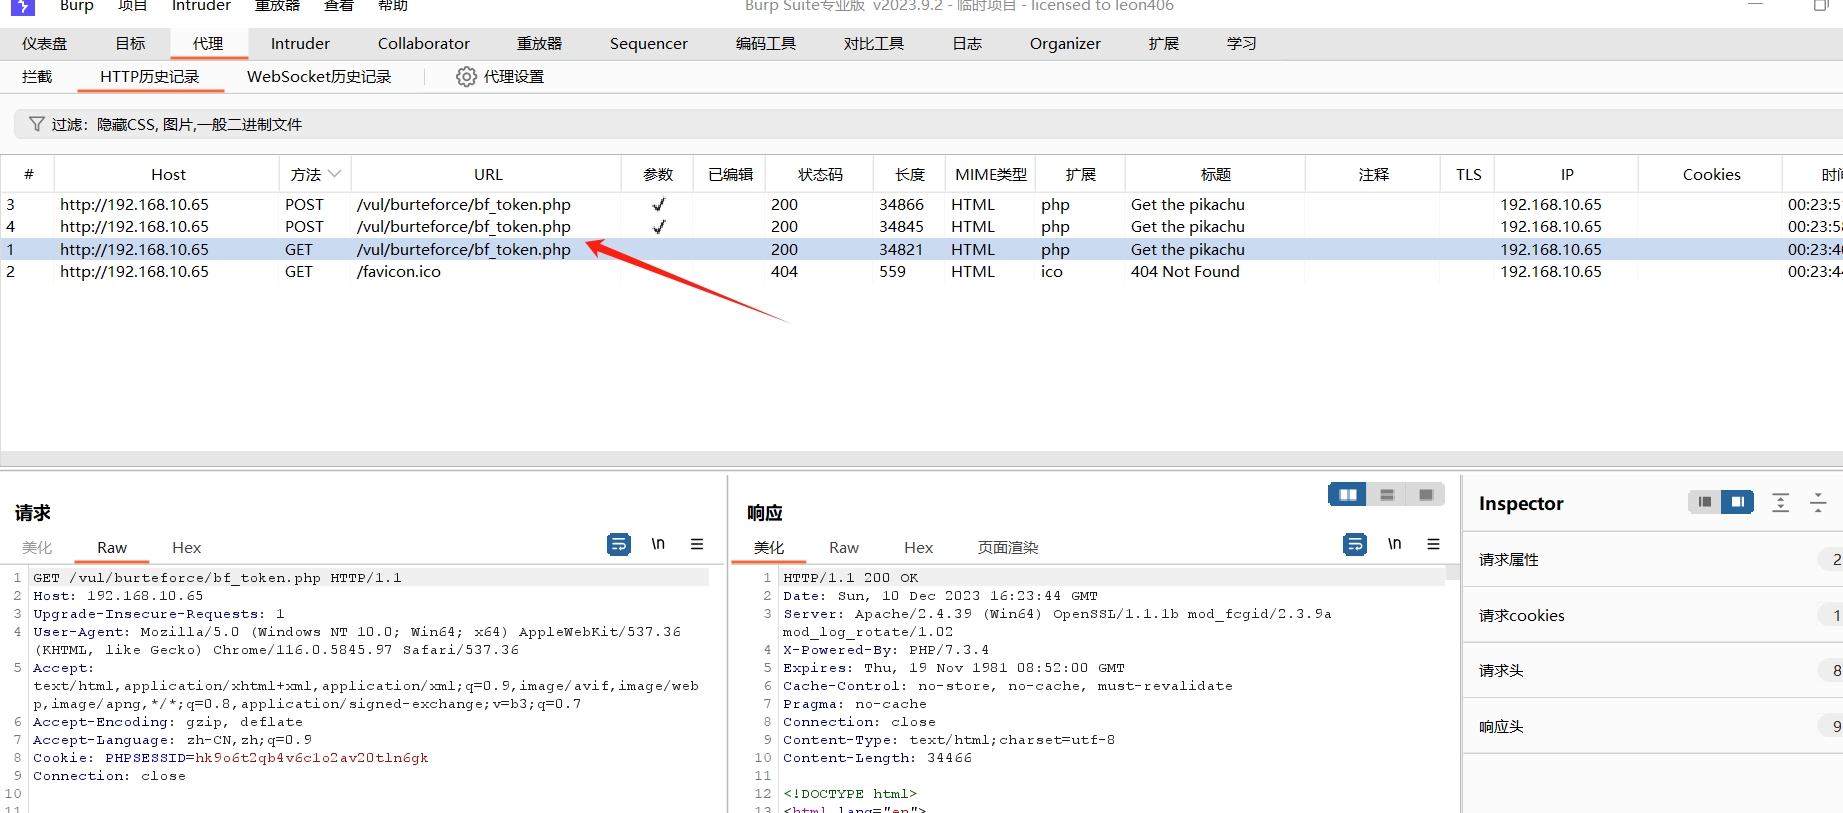 Burp 项目 Intruder 重放器 查看 帮助 Burp Suite专业版 v2023.9.2 - 临时项目 - licensed to leon406
仪表盘 目标 代理 Intruder Collaborator 重放器 Sequencer 编码工具 对比工具 日志 Organizer 扩展 学习
拦截 HTTP历史记录 WebSocket历史记录 代理设置
过滤: 隐藏CSS, 图片,一般二进制文件
# Host 方法 URL 参数 已编辑 状态码 长度 MIME类型 扩展 标题 注释 TLS IP Cookies 时间
3 http://192.168.10.65 POST /vul/burteforce/bf_token.php ✓ 200 34866 HTML php Get the pikachu 192.168.10.65 00:23:5
4 http://192.168.10.65 POST /vul/burteforce/bf_token.php ✓ 200 34845 HTML php Get the pikachu 192.168.10.65 00:23:5
1 http://192.168.10.65 GET /vul/burteforce/bf_token.php 200 34821 HTML php Get the pikachu 192.168.10.65 00:23:4
2 http://192.168.10.65 GET /favicon.ico 404 559 HTML ico 404 Not Found 192.168.10.65 00:23:4
请求
美化 Raw Hex \n
1 GET /vul/burteforce/bf_token.php HTTP/1.1
2 Host: 192.168.10.65
3 Upgrade-Insecure-Requests: 1
4 User-Agent: Mozilla/5.0 (Windows NT 10.0; Win64; x64) AppleWebKit/537.36
(KHTML, like Gecko) Chrome/116.0.5845.97 Safari/537.36
5 Accept:
text/html,application/xhtml+xml,application/xml;q=0.9,image/avif,image/web
p,image/apng,*/*;q=0.8,application/signed-exchange;v=b3;q=0.7
6 Accept-Encoding: gzip, deflate
7 Accept-Language: zh-CN,zh;q=0.9
8 Cookie: PHPSESSID=hk9o6t2qb4v6c1o2av20tln6gk
9 Connection: close
10
11
响应
美化 Raw Hex 页面渲染 \n
1 HTTP/1.1 200 OK
2 Date: Sun, 10 Dec 2023 16:23:44 GMT
3 Server: Apache/2.4.39 (Win64) OpenSSL/1.1.1b mod_fcgid/2.3.9a
mod_log_rotate/1.02
4 X-Powered-By: PHP/7.3.4
5 Expires: Thu, 19 Nov 1981 08:52:00 GMT
6 Cache-Control: no-store, no-cache, must-revalidate
7 Pragma: no-cache
8 Connection: close
9 Content-Type: text/html;charset=utf-8
10 Content-Length: 34466
11
12 <!DOCTYPE html>
13 <html lang="en">
Inspector
请求属性 2
请求cookies 1
请求头 8
响应头 9